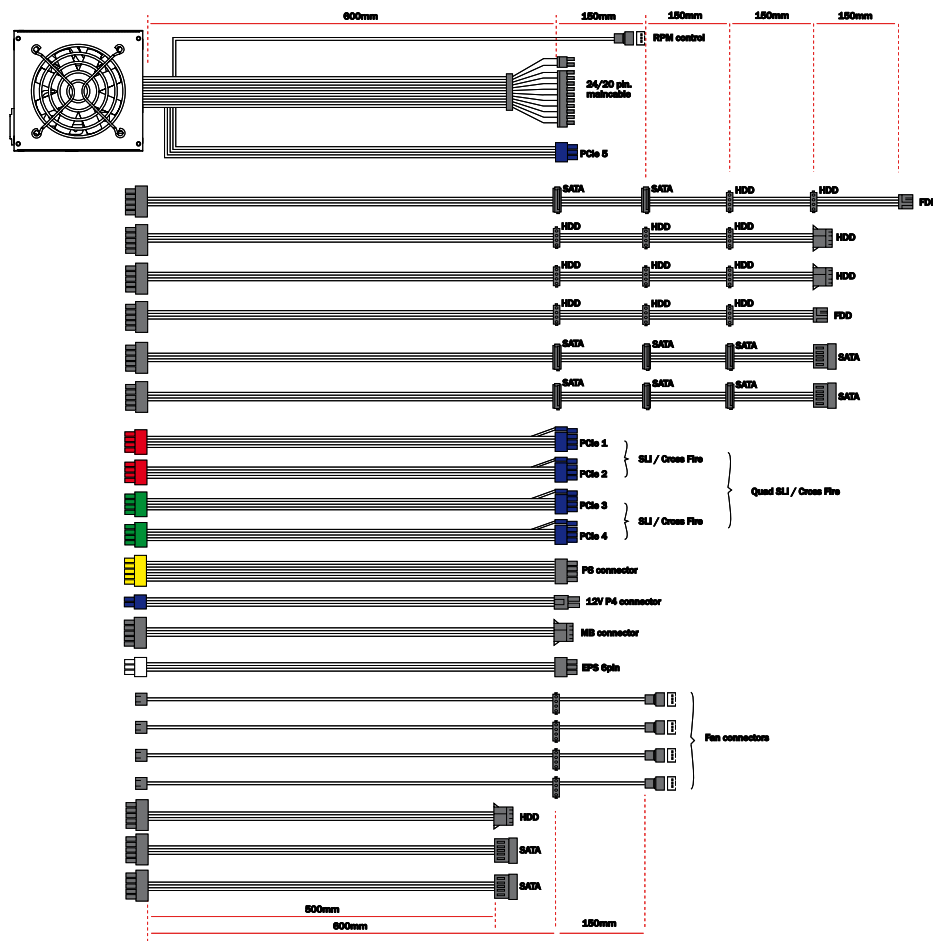 600mm
150mm
150mm
150mm
150mm
RPM control
24/20 pin.
maincable
PCIe 5
SATA
SATA
HDD
HDD
FDI
HDD
HDD
HDD
HDD
HDD
HDD
HDD
HDD
HDD
HDD
HDD
FDD
SATA
SATA
SATA
SATA
SATA
SATA
SATA
SATA
PCIe 1
SLI / Cross Fire
PCIe 2
Quad SLI / Cross Fire
PCIe 3
SLI / Cross Fire
PCIe 4
PS connector
12V P4 connector
MB connector
EPS 6pin
Fan connectors
HDD
SATA
SATA
500mm
600mm
150mm